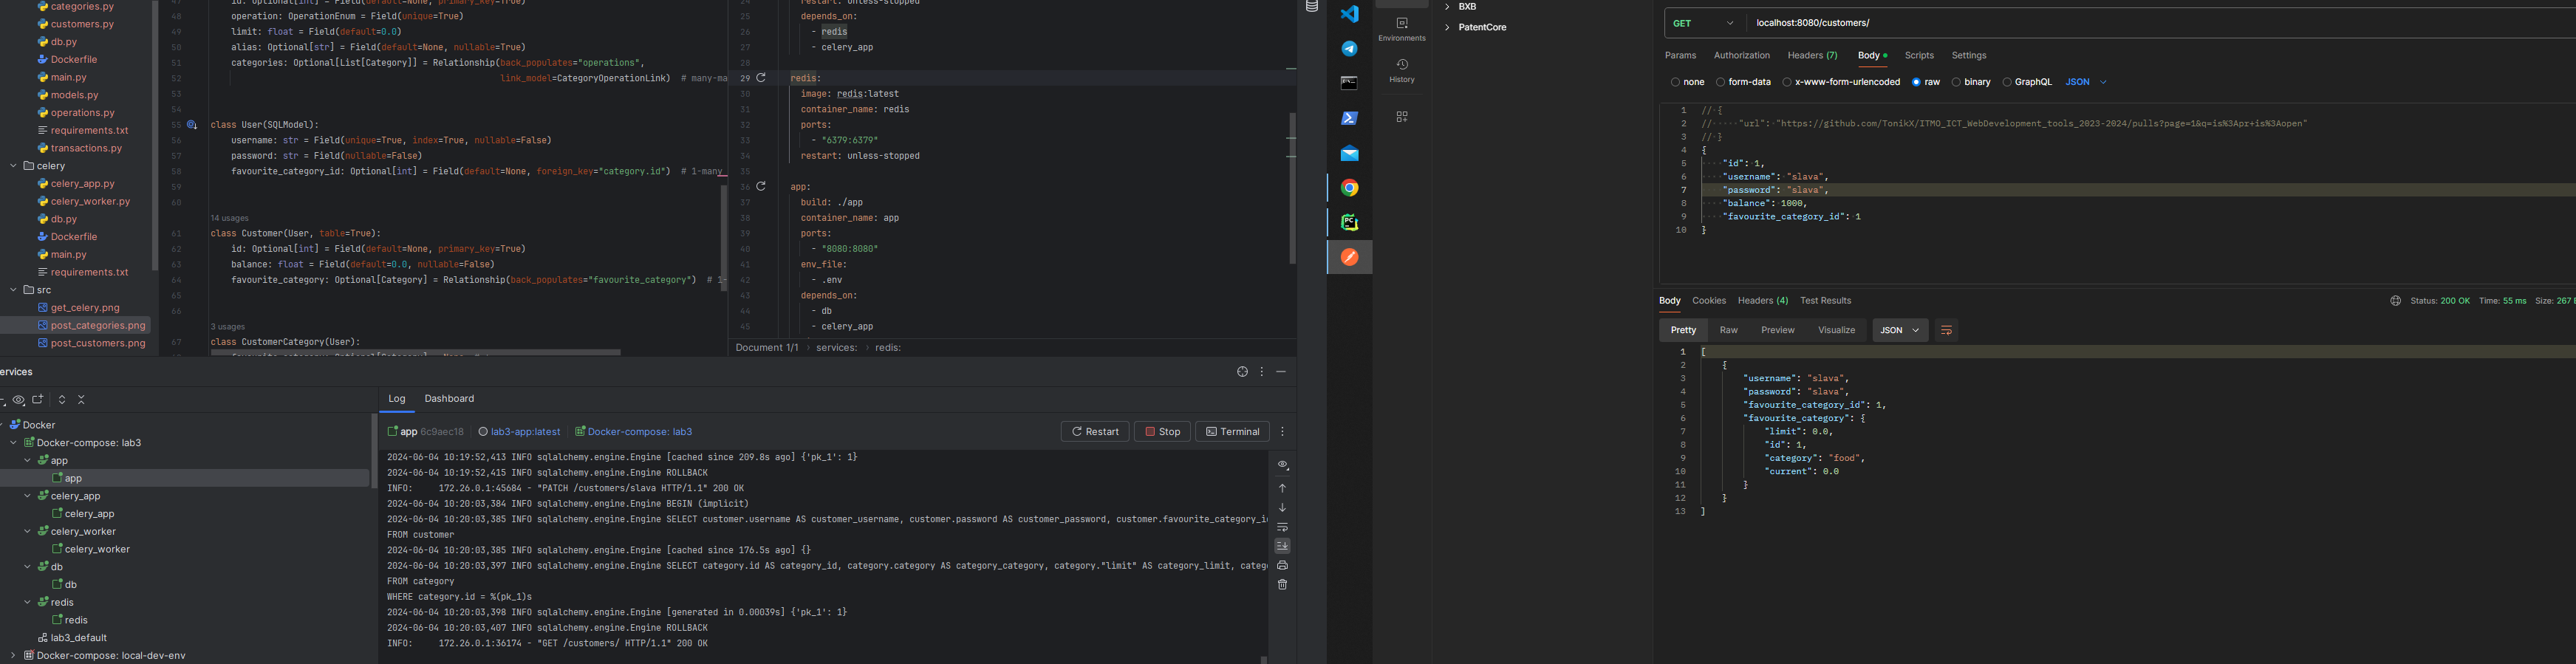 categories.py
customers.py
db.py
Dockerfile
main.py
models.py
operations.py
requirements.txt
transactions.py
celery
celery_app.py
celery_worker.py
db.py
Dockerfile
main.py
requirements.txt
src
get_celery.png
post_categories.png
post_customers.png
47 id: Optional[int] = Field(default=None, primary_key=True)
48 operation: OperationEnum = Field(unique=True)
49 limit: float = Field(default=0.0)
50 alias: Optional[str] = Field(default=None, nullable=True)
51 categories: Optional[List[Category]] = Relationship(back_populates="operations",
52 link_model=CategoryOperationLink) # many-ma
53
54
55 class User(SQLModel):
56 username: str = Field(unique=True, index=True, nullable=False)
57 password: str = Field(nullable=False)
58 favourite_category_id: Optional[int] = Field(default=None, foreign_key="category.id") # 1-many
59
60
14 usages
61 class Customer(User, table=True):
62 id: Optional[int] = Field(default=None, primary_key=True)
63 balance: float = Field(default=0.0, nullable=False)
64 favourite_category: Optional[Category] = Relationship(back_populates="favourite_category") # 1-
65
66
3 usages
67 class CustomerCategory(User):
24 restart: unless-stopped
25 depends_on:
26 - redis
27 - celery_app
28
29 redis:
30 image: redis:latest
31 container_name: redis
32 ports:
33 - "6379:6379"
34 restart: unless-stopped
35
36 app:
37 build: ./app
38 container_name: app
39 ports:
40 - "8080:8080"
41 env_file:
42 - .env
43 depends_on:
44 - db
45 - celery_app
Document 1/1 › services: › redis:
ervices
Docker
Docker-compose: lab3
app
app
celery_app
celery_app
celery_worker
celery_worker
db
db
redis
redis
lab3_default
Docker-compose: local-dev-env
Log Dashboard
app 6c9aec18 lab3-app:latest Docker-compose: lab3 Restart Stop Terminal
2024-06-04 10:19:52,413 INFO sqlalchemy.engine.Engine [cached since 209.8s ago] {'pk_1': 1}
2024-06-04 10:19:52,415 INFO sqlalchemy.engine.Engine ROLLBACK
INFO: 172.26.0.1:45684 - "PATCH /customers/slava HTTP/1.1" 200 OK
2024-06-04 10:20:03,384 INFO sqlalchemy.engine.Engine BEGIN (implicit)
2024-06-04 10:20:03,385 INFO sqlalchemy.engine.Engine SELECT customer.username AS customer_username, customer.password AS customer_password, customer.favourite_category_i
FROM customer
2024-06-04 10:20:03,385 INFO sqlalchemy.engine.Engine [cached since 176.5s ago] {}
2024-06-04 10:20:03,397 INFO sqlalchemy.engine.Engine SELECT category.id AS category_id, category.category AS category_category, category."limit" AS category_limit, categ
FROM category
WHERE category.id = %(pk_1)s
2024-06-04 10:20:03,398 INFO sqlalchemy.engine.Engine [generated in 0.00039s] {'pk_1': 1}
2024-06-04 10:20:03,407 INFO sqlalchemy.engine.Engine ROLLBACK
INFO: 172.26.0.1:36174 - "GET /customers/ HTTP/1.1" 200 OK
Environments
History
BXB
PatentCore
GET localhost:8080/customers/
Params Authorization Headers (7) Body Scripts Settings
none form-data x-www-form-urlencoded raw binary GraphQL JSON
1 // {
2 // "url": "https://github.com/TonikX/ITMO_ICT_WebDevelopment_tools_2023-2024/pulls?page=1&q=is%3Apr+is%3Aopen"
3 // }
4 {
5 "id": 1,
6 "username": "slava",
7 "password": "slava",
8 "balance": 1000,
9 "favourite_category_id": 1
10 }
Body Cookies Headers (4) Test Results Status: 200 OK Time: 55 ms Size: 267
Pretty Raw Preview Visualize JSON
1 [
2 {
3 "username": "slava",
4 "password": "slava",
5 "favourite_category_id": 1,
6 "favourite_category": {
7 "limit": 0.0,
8 "id": 1,
9 "category": "food",
10 "current": 0.0
11 }
12 }
13 ]